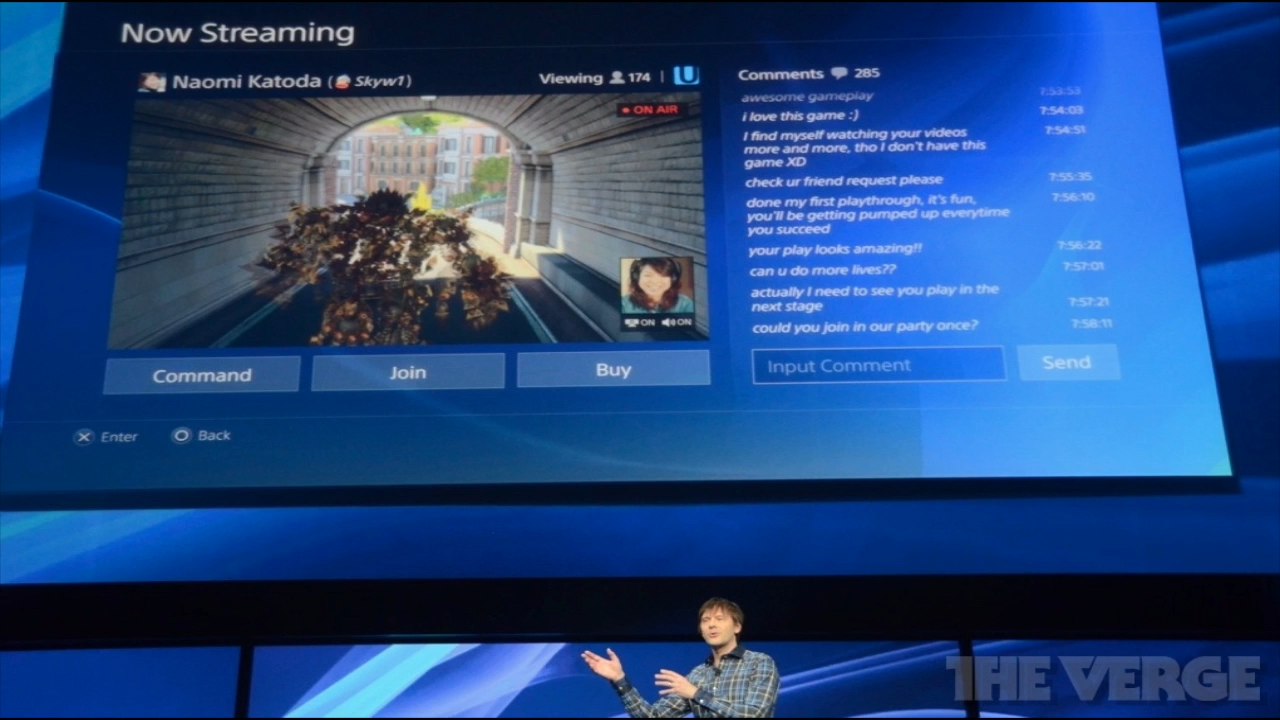 Now Streaming
Naomi Katoda (Skyw1)
Viewing 174 | U
ON AIR
ON ON
Command
Join
Buy
Enter
Back
Comments 285
awesome gameplay 7:53:53
i love this game :) 7:54:03
I find myself watching your videos 7:54:51
more and more, tho I don't have this
game XD
check ur friend request please 7:55:35
done my first playthrough, it's fun, 7:56:10
you'll be getting pumped up everytime
you succeed
your play looks amazing!! 7:56:22
can u do more lives?? 7:57:01
actually I need to see you play in the
next stage 7:57:21
could you join in our party once? 7:58:11
Input Comment
Send
THE VERGE